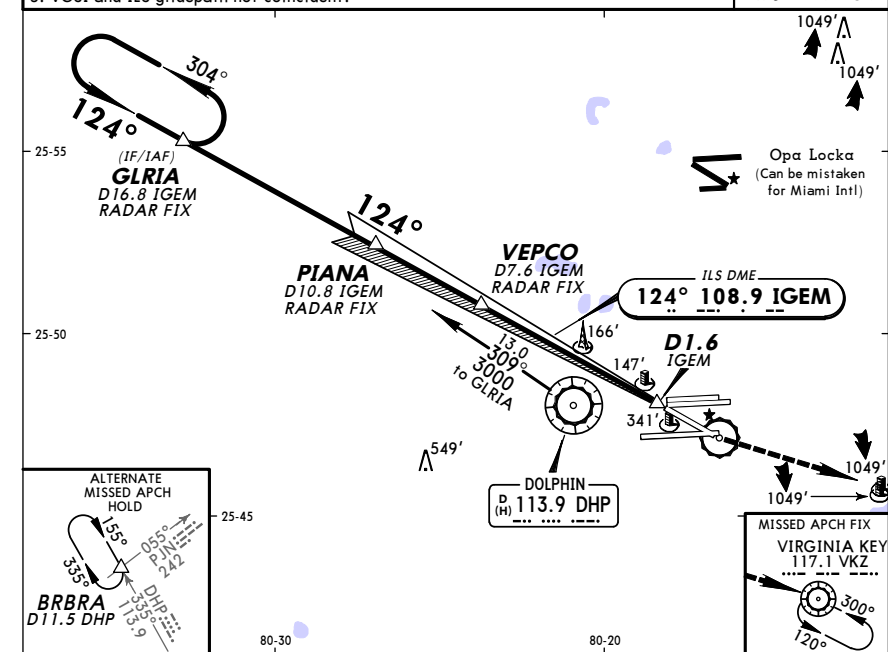 1049'
1049'
304°
124°
25-55
(IF/IAF)
GLRIA
D16.8 IGEM
RADAR FIX
Opa Locka
(Can be mistaken
for Miami Intl)
124°
PIANA
D10.8 IGEM
RADAR FIX
VEPCO
D7.6 IGEM
RADAR FIX
ILS DME
124° 108.9 IGEM
25-50
166'
D1.6
IGEM
147'
13.0
309°
3000
to GLRIA
341'
549'
DOLPHIN
D
(H) 113.9 DHP
1049'
1049'
ALTERNATE
MISSED APCH
HOLD
155°
335°
055°
PJN
242
DHP
335°
113.9
BRBRA
D11.5 DHP
25-45
MISSED APCH FIX
VIRGINIA KEY
117.1 VKZ
300°
120°
80-30
80-20